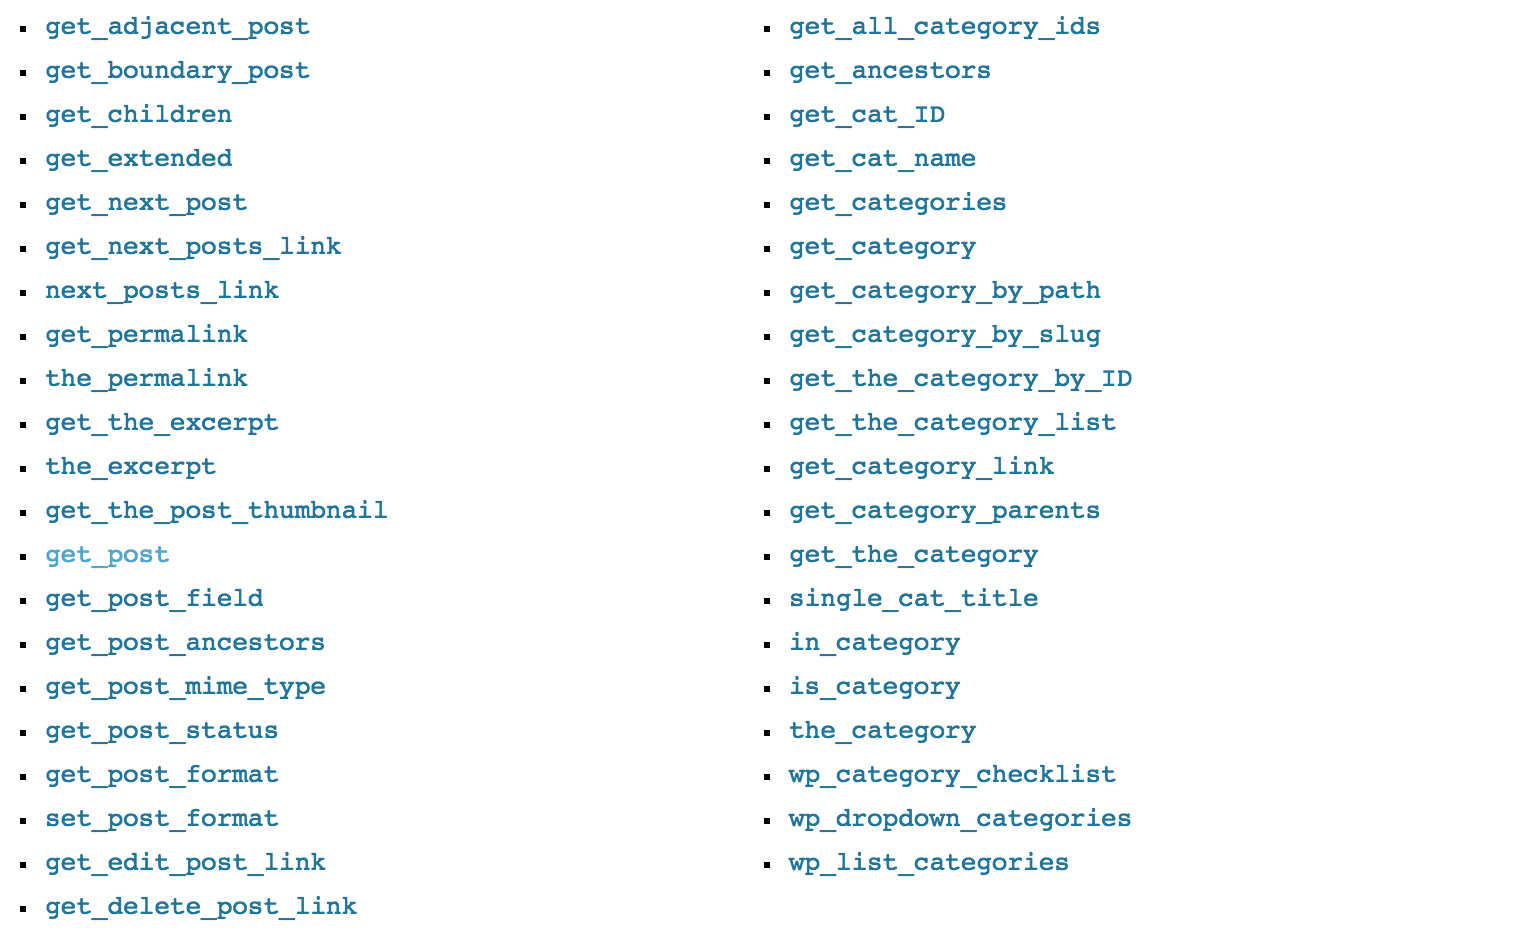 get_adjacent_post
get_boundary_post
get_children
get_extended
get_next_post
get_next_posts_link
next_posts_link
get_permalink
the_permalink
get_the_excerpt
the_excerpt
get_the_post_thumbnail
get_post
get_post_field
get_post_ancestors
get_post_mime_type
get_post_status
get_post_format
set_post_format
get_edit_post_link
get_delete_post_link
get_all_category_ids
get_ancestors
get_cat_ID
get_cat_name
get_categories
get_category
get_category_by_path
get_category_by_slug
get_the_category_by_ID
get_the_category_list
get_category_link
get_category_parents
get_the_category
single_cat_title
in_category
is_category
the_category
wp_category_checklist
wp_dropdown_categories
wp_list_categories